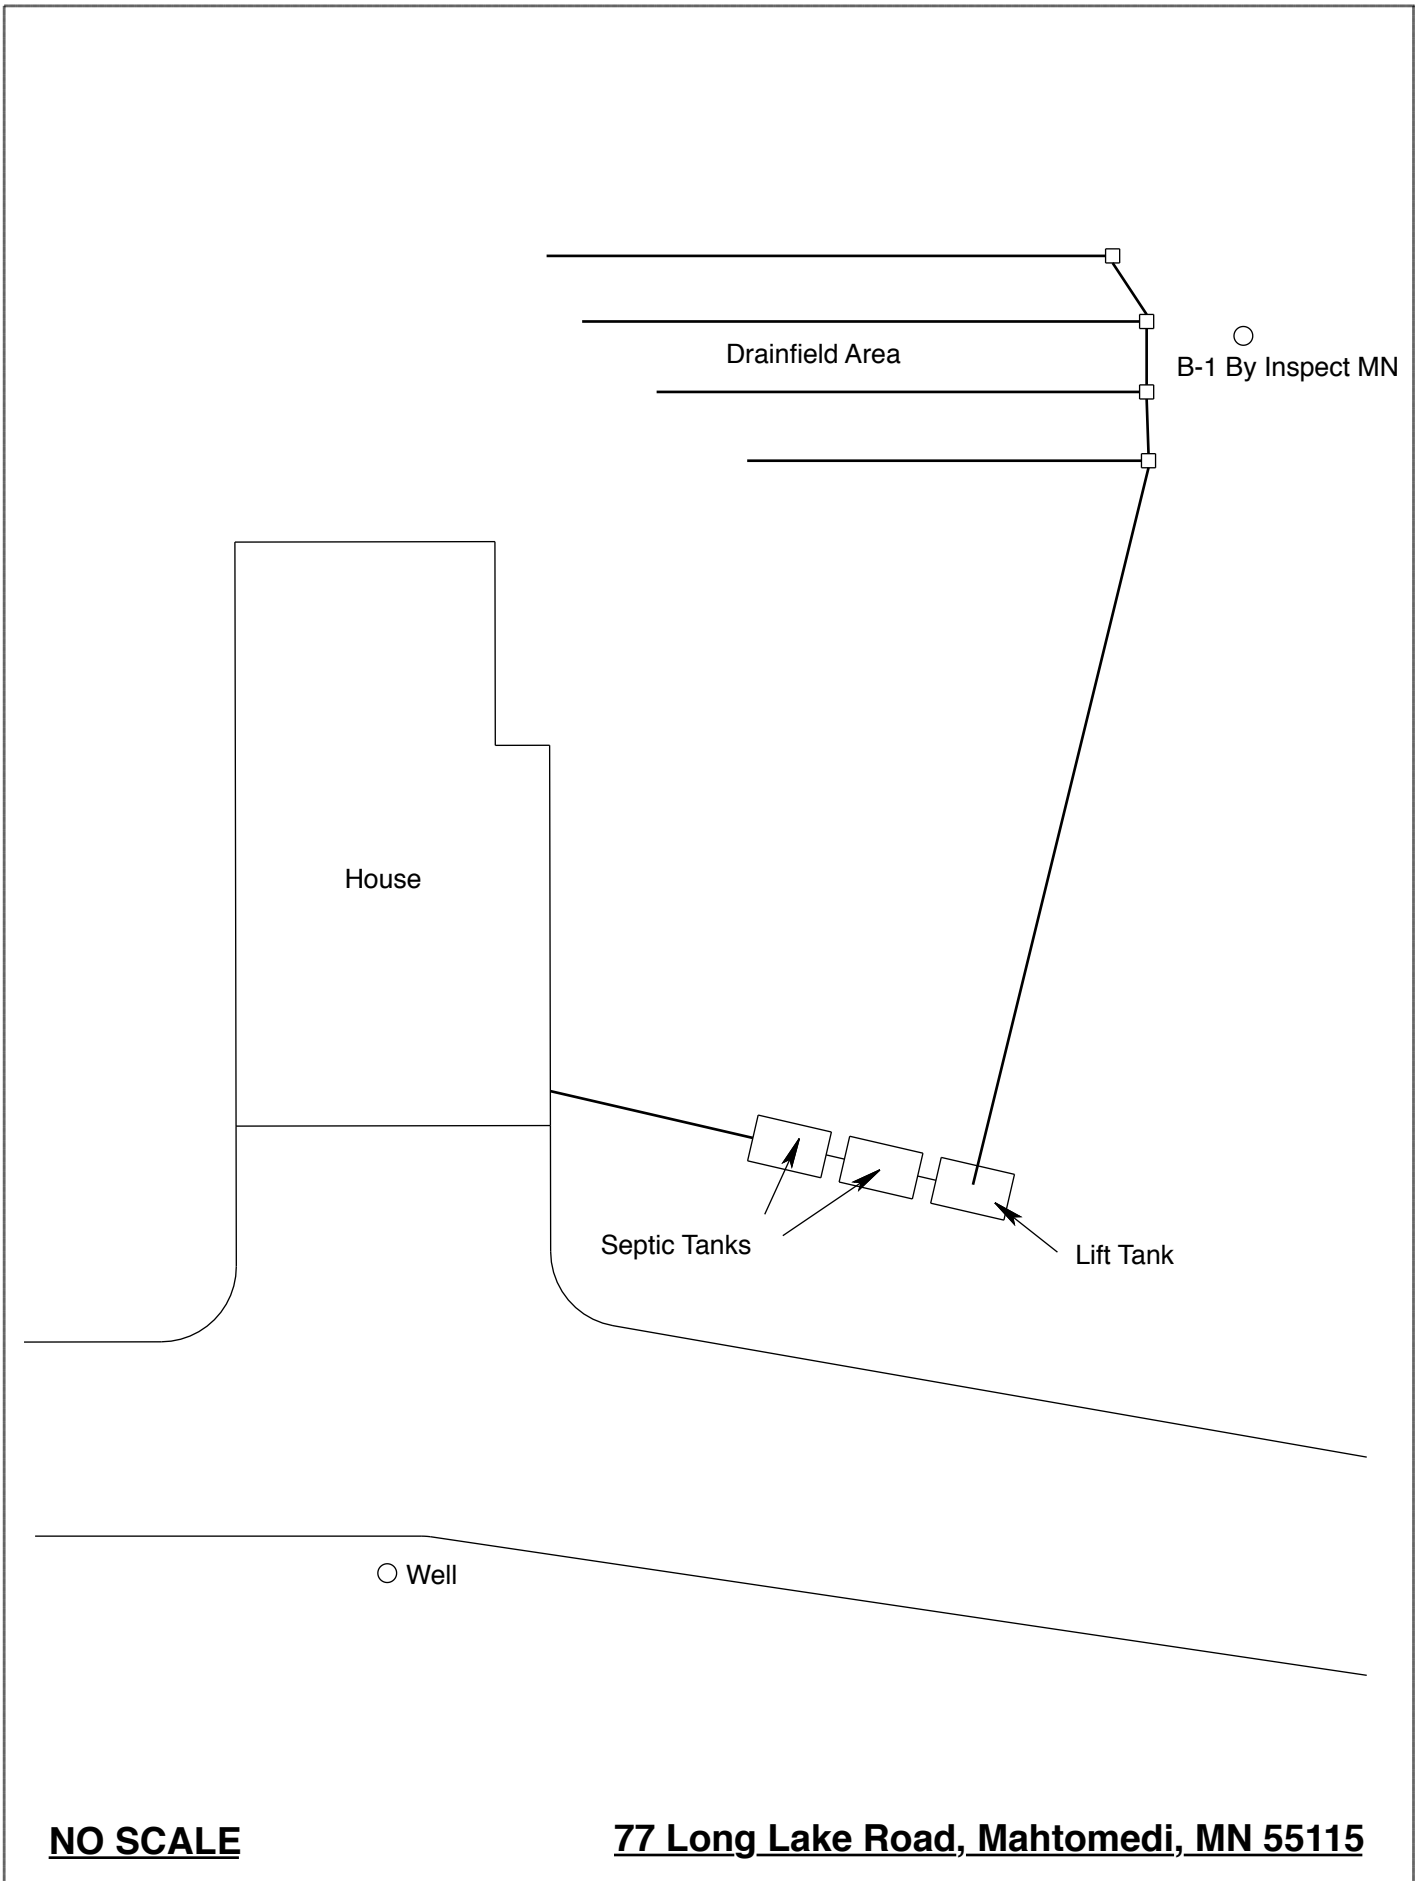 Drainfield Area
B-1 By Inspect MN
House
Septic Tanks
Lift Tank
Well
NO SCALE
77 Long Lake Road, Mahtomedi, MN 55115